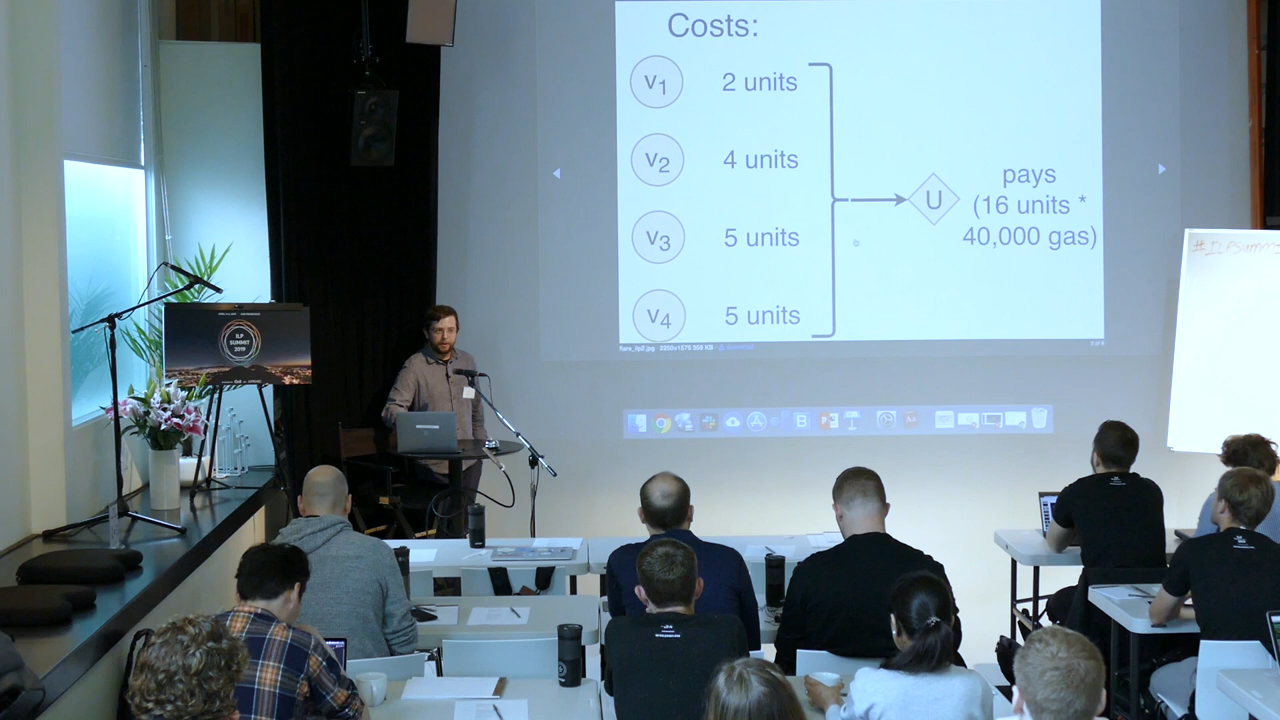 Costs:
V1 2 units
V2 4 units
V3 5 units
V4 5 units
U
pays
(16 units *
40,000 gas)
ILP
SUMMIT
2019